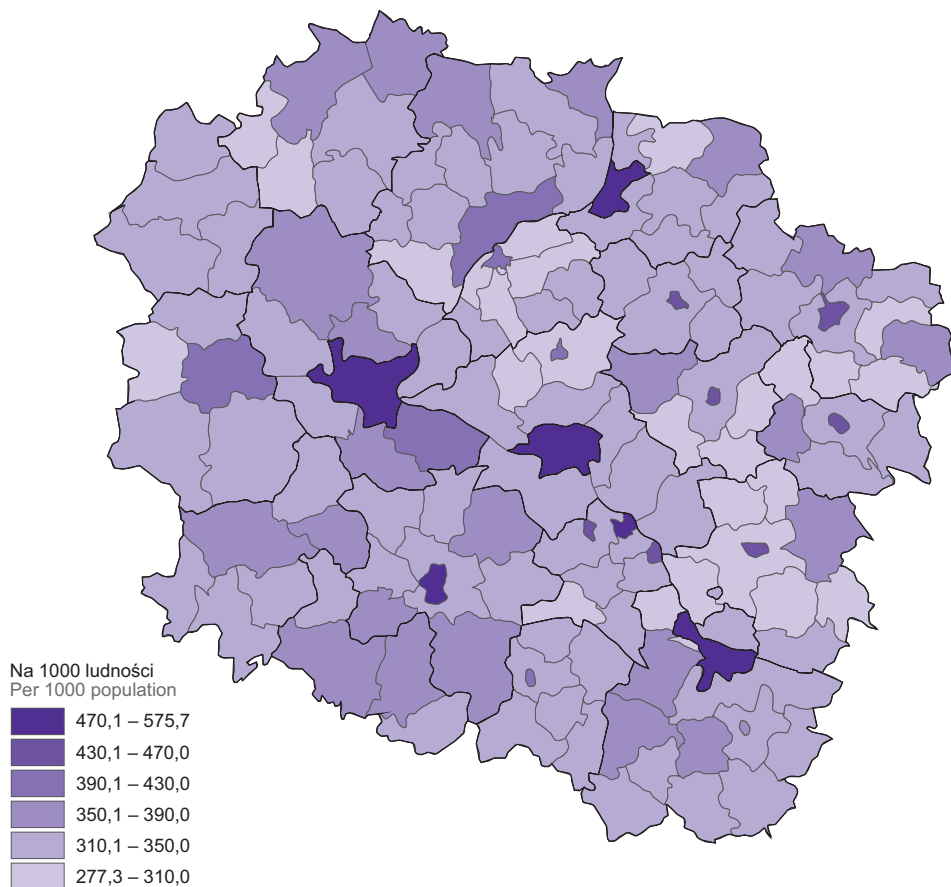 Na 1000 ludności
Per 1000 population
470,1 – 575,7
430,1 – 470,0
390,1 – 430,0
350,1 – 390,0
310,1 – 350,0
277,3 – 310,0